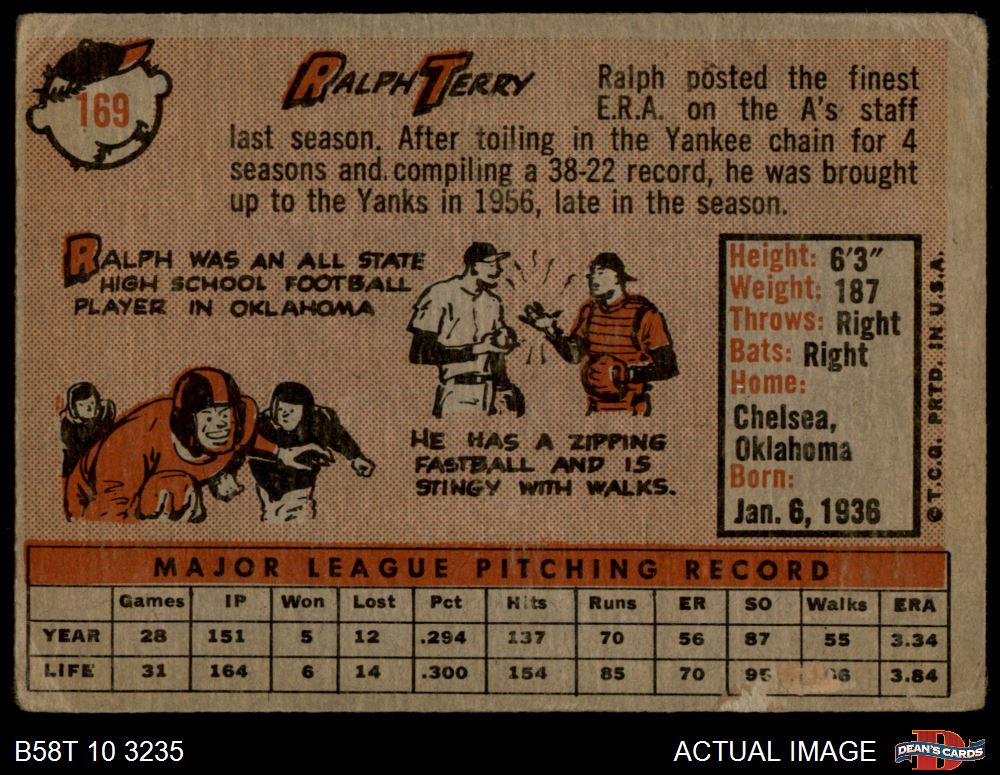 169
RALPH TERRY
Ralph posted the finest
E.R.A. on the A's staff
last season. After toiling in the Yankee chain for 4
seasons and compiling a 38-22 record, he was brought
up to the Yanks in 1956, late in the season.
RALPH WAS AN ALL STATE
HIGH SCHOOL FOOTBALL
PLAYER IN OKLAHOMA
HE HAS A ZIPPING
FASTBALL AND IS
STINGY WITH WALKS.
Height: 6'3"
Weight: 187
Throws: Right
Bats: Right
Home:
Chelsea,
Oklahoma
Born:
Jan. 6, 1936
©T.C.G. PRTD. IN U.S.A.
MAJOR LEAGUE PITCHING RECORD
Games IP Won Lost Pct Hits Runs ER SO Walks ERA
YEAR 28 151 5 12 .294 137 70 56 87 55 3.34
LIFE 31 164 6 14 .300 154 85 70 95 3.84
B58T 10 3235
ACTUAL IMAGE
DEAN'S CARDS